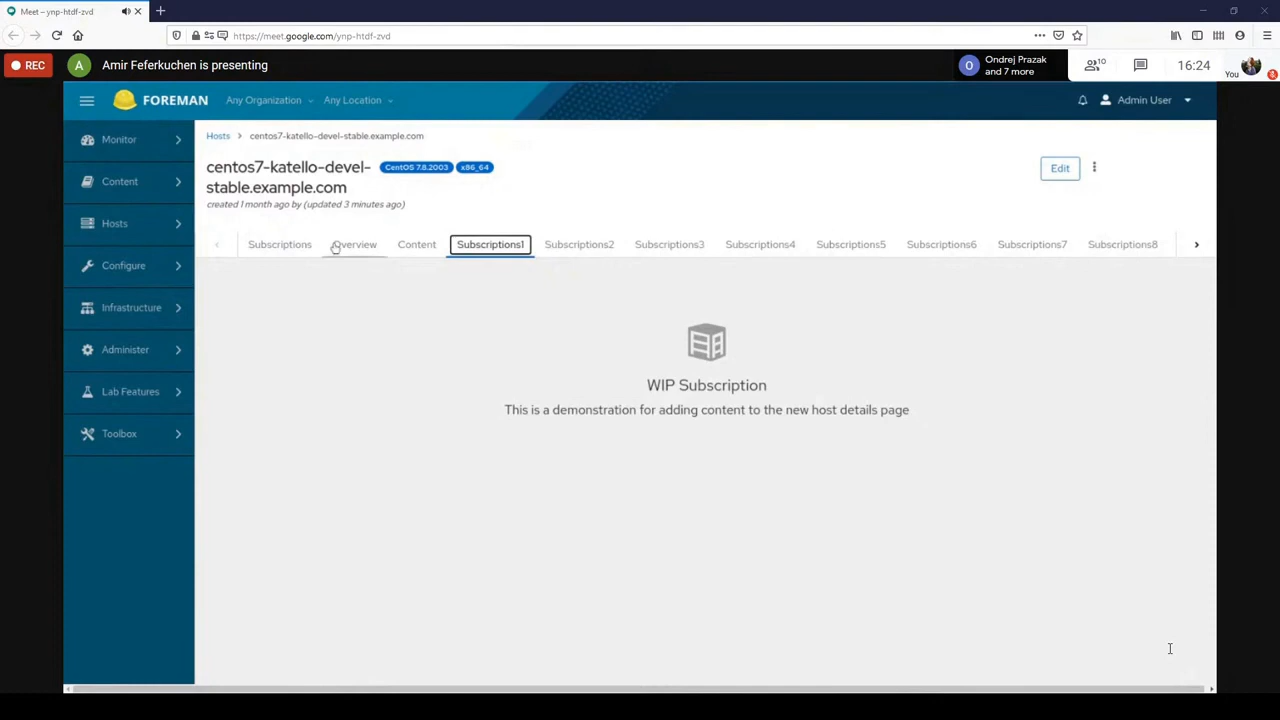 Meet – ynp-htdf-zvd
https://meet.google.com/ynp-htdf-zvd
REC
A
Amir Feferkuchen is presenting
O
Ondrej Prazak
and 7 more
10
16:24
You
FOREMAN
Any Organization
Any Location
Admin User
Monitor
Content
Hosts
Configure
Infrastructure
Administer
Lab Features
Toolbox
Hosts > centos7-katello-devel-stable.example.com
centos7-katello-devel-
stable.example.com
CentOS 7.8.2003
x86_64
created 1 month ago by (updated 3 minutes ago)
Edit
Subscriptions Overview Content Subscriptions1 Subscriptions2 Subscriptions3 Subscriptions4 Subscriptions5 Subscriptions6 Subscriptions7 Subscriptions8
WIP Subscription
This is a demonstration for adding content to the new host details page